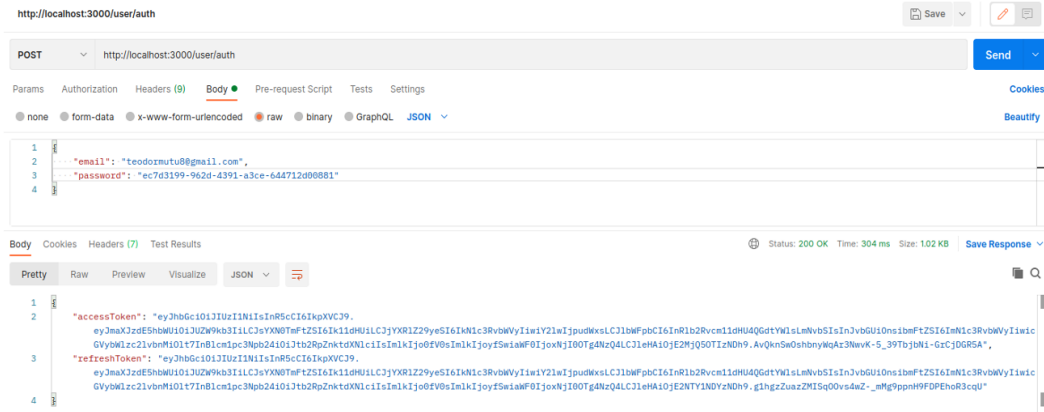 http://localhost:3000/user/auth
Save
POST http://localhost:3000/user/auth Send
Params Authorization Headers (9) Body Pre-request Script Tests Settings Cookies
none form-data x-www-form-urlencoded raw binary GraphQL JSON Beautify
1 {
2 "email": "teodormutu8@gmail.com",
3 "password": "ec7d3199-962d-4391-a3ce-644712d00881"
4 }
Body Cookies Headers (7) Test Results Status: 200 OK Time: 304 ms Size: 1.02 KB Save Response
Pretty Raw Preview Visualize JSON
1 {
2 "accessToken": "eyJhbGciOiJIUzI1NiIsInR5cCI6IkpXVCJ9.
3 "refreshToken": "eyJhbGciOiJIUzI1NiIsInR5cCI6IkpXVCJ9.
4 }